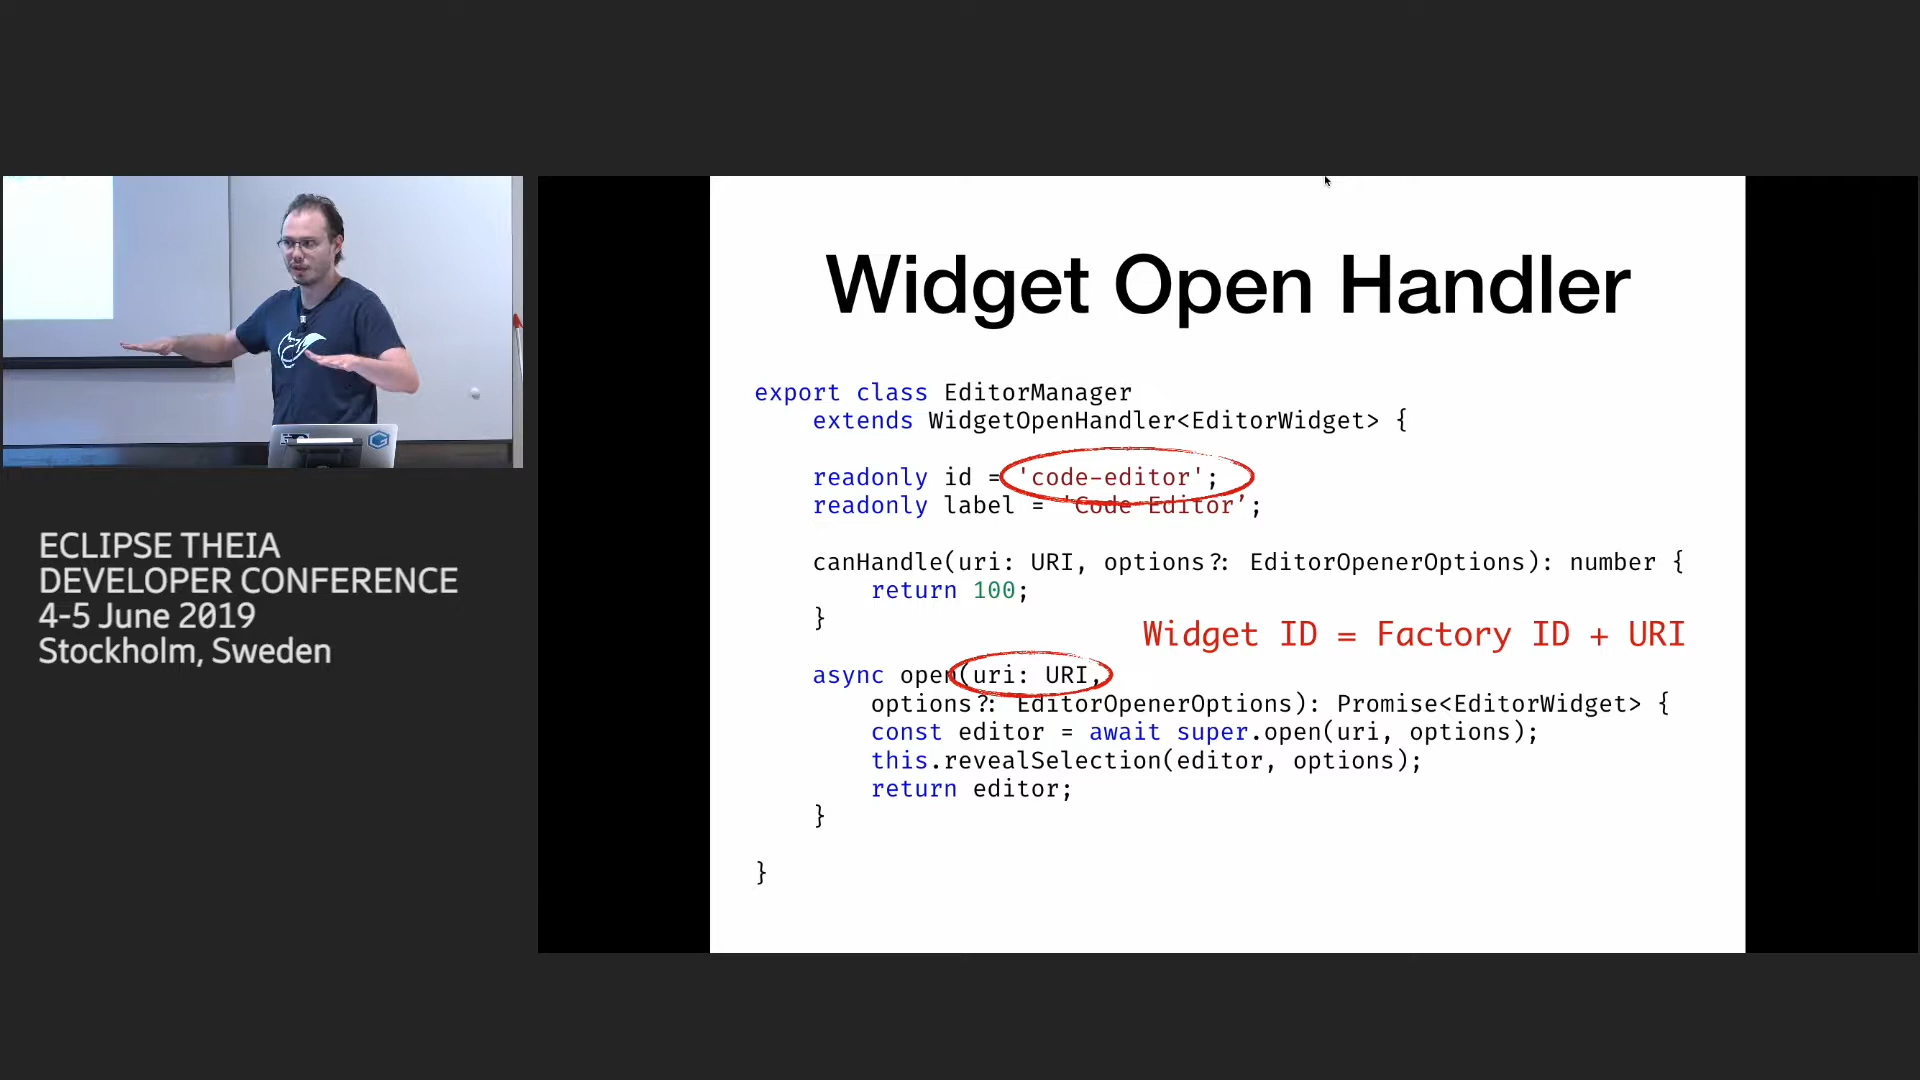 ECLIPSE THEIA
DEVELOPER CONFERENCE
4-5 June 2019
Stockholm, Sweden
Widget Open Handler
export class EditorManager
extends WidgetOpenHandler<EditorWidget> {
readonly id = 'code-editor';
readonly label = 'Code Editor’;
canHandle(uri: URI, options?: EditorOpenerOptions): number {
return 100;
}
Widget ID = Factory ID + URI
async open(uri: URI,
options?: EditorOpenerOptions): Promise<EditorWidget> {
const editor = await super.open(uri, options);
this.revealSelection(editor, options);
return editor;
}
}